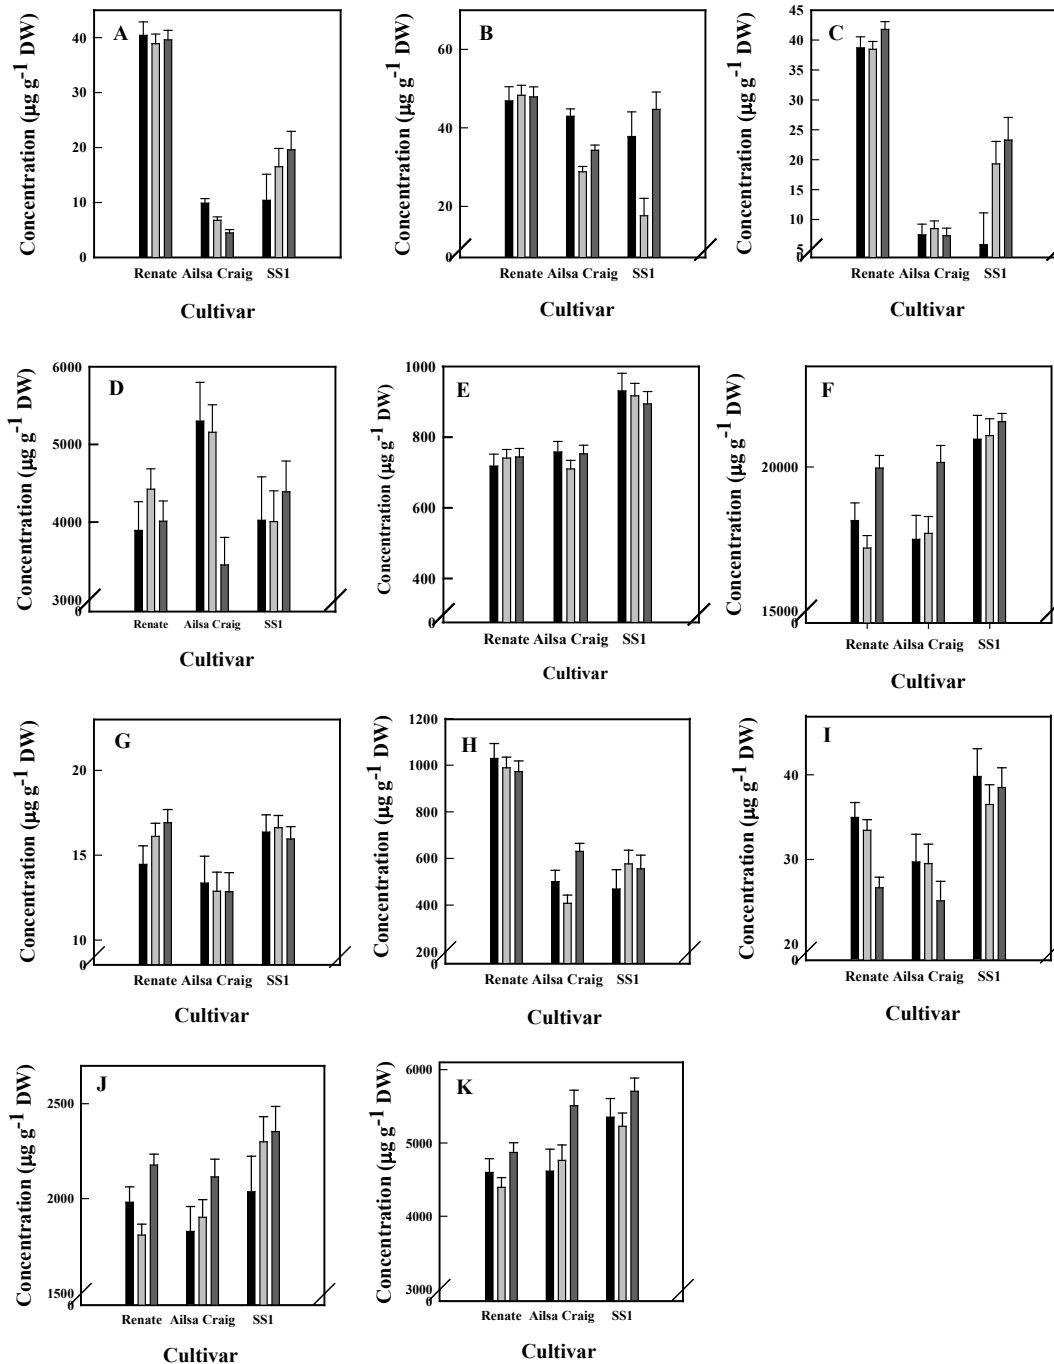 A
Concentration (µg g-1 DW)
40
30
20
10
0
Renate Ailsa Craig SS1
Cultivar
B
Concentration (µg g-1 DW)
60
40
20
0
Renate Ailsa Craig SS1
Cultivar
C
Concentration (µg g-1 DW)
45
40
35
30
25
20
15
10
5
0
Renate Ailsa Craig SS1
Cultivar
D
Concentration (µg g-1 DW)
6000
5000
4000
3000
0
Renate Ailsa Craig SS1
Cultivar
E
Concentration (µg g-1 DW)
1000
800
600
400
0
Renate Ailsa Craig SS1
Cultivar
F
Concentration (µg g-1 DW)
20000
15000
0
Renate Ailsa Craig SS1
Cultivar
G
Concentration (µg g-1 DW)
20
15
10
0
Renate Ailsa Craig SS1
Cultivar
H
Concentration (µg g-1 DW)
1200
1000
800
600
400
200
0
Renate Ailsa Craig SS1
Cultivar
I
Concentration (µg g-1 DW)
40
30
20
0
Renate Ailsa Craig SS1
Cultivar
J
Concentration (µg g-1 DW)
2500
2000
1500
0
Renate Ailsa Craig SS1
Cultivar
K
Concentration (µg g-1 DW)
6000
5000
4000
3000
0
Renate Ailsa Craig SS1
Cultivar